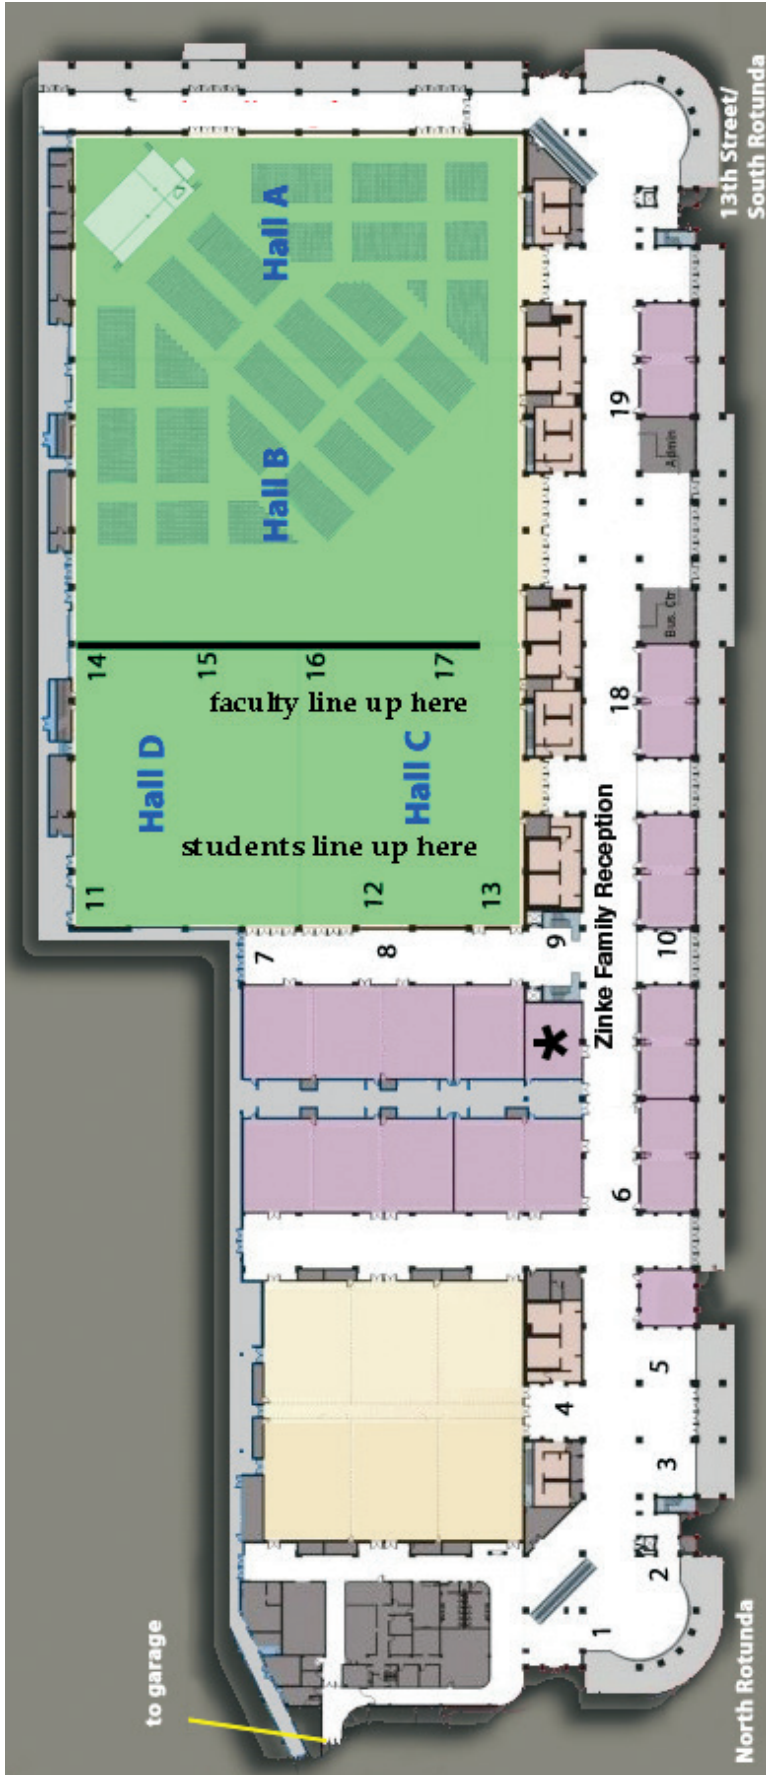 13th Street/
South Rotunda
Hall A
19
Admin
Hall B
Bus. Ctr
14
15
16
17
faculty line up here
18
Hall D
Hall C
students line up here
Zinke Family Reception
11
12
13
7
8
9
10
*
6
5
4
3
2
1
to garage
North Rotunda